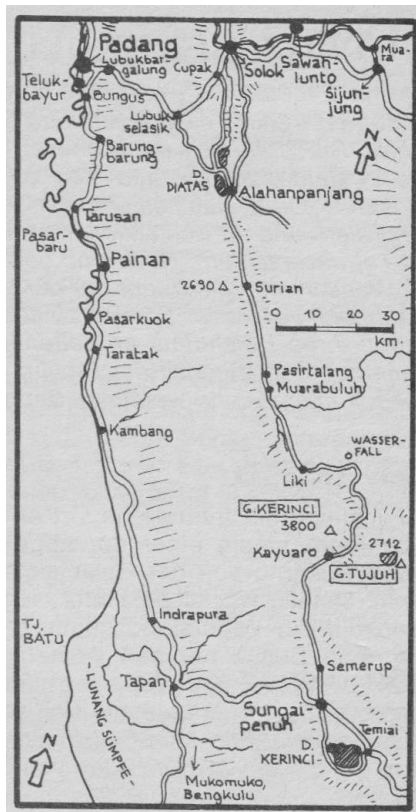 Padang
Lubukbar-
galung
Cupak
Teluk-
bayur
Bungus
Solok
Sawah-
lunto
Mua-
ra
Sijun-
jung
Lubuk-
selasik
Barung-
barung
D.
DJATAS
Alahanpanjang
N
Tarusan
Pasar-
baru
Painan
2690
Surian
0 10 20 30
km
Pasarkuok
Taratak
Pasirtalang
Muarabuluh
Kambang
WASSER-
FALL
Liki
G.KERINCI
3800
Kayuaro
2712
G.TUJUH
Indrapura
TJ.
BATU
- LUNANG SÜMPFE -
Tapan
Semerup
Sungai
penuh
Temiai
D.
KERINCI
N
Mukomuko,
Bengkulu